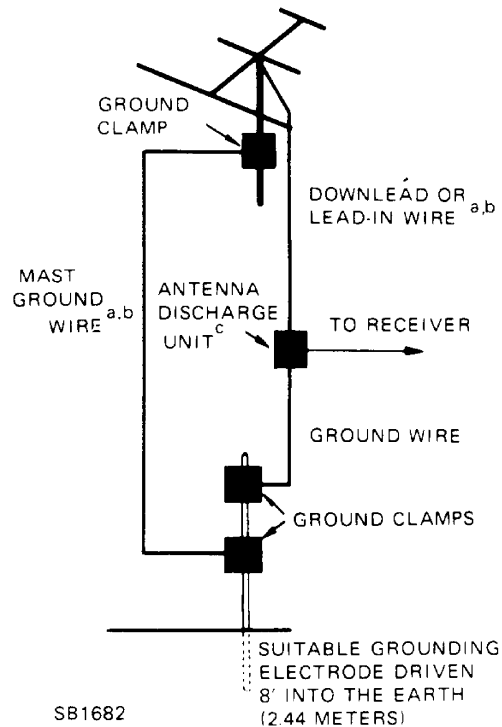 GROUND
CLAMP
DOWNLEAD OR
LEAD-IN WIRE a,b
MAST
GROUND
WIRE a,b
ANTENNA
DISCHARGE
UNIT c
TO RECEIVER
GROUND WIRE
GROUND CLAMPS
SUITABLE GROUNDING
ELECTRODE DRIVEN
8' INTO THE EARTH
(2.44 METERS)
SB1682